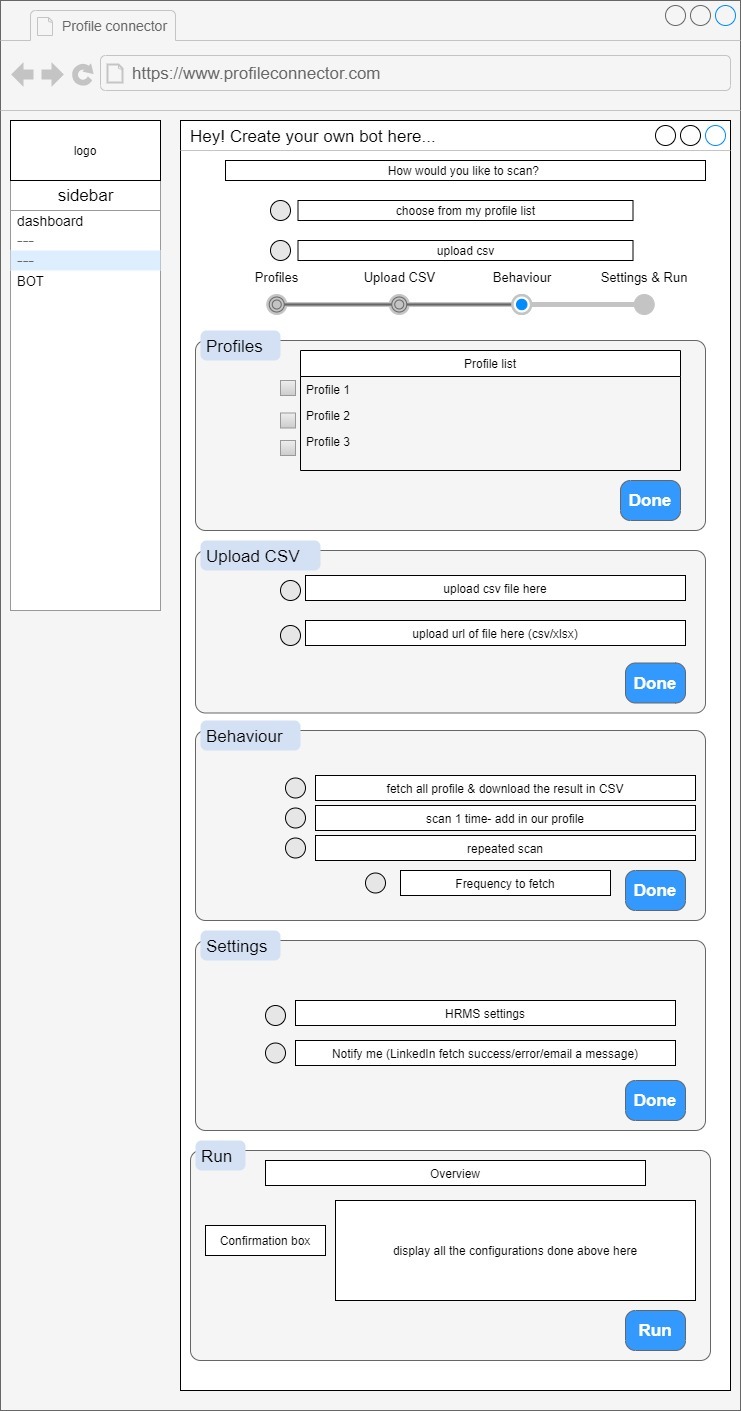 Profile connector
https://www.profileconnector.com
logo
sidebar
dashboard
---
---
BOT
Hey! Create your own bot here...
How would you like to scan?
choose from my profile list
upload csv
Profiles Upload CSV Behaviour Settings & Run
Profiles
Profile list
Profile 1
Profile 2
Profile 3
Done
Upload CSV
upload csv file here
upload url of file here (csv/xlsx)
Done
Behaviour
fetch all profile & download the result in CSV
scan 1 time- add in our profile
repeated scan
Frequency to fetch
Done
Settings
HRMS settings
Notify me (LinkedIn fetch success/error/email a message)
Done
Run
Overview
Confirmation box
display all the configurations done above here
Run